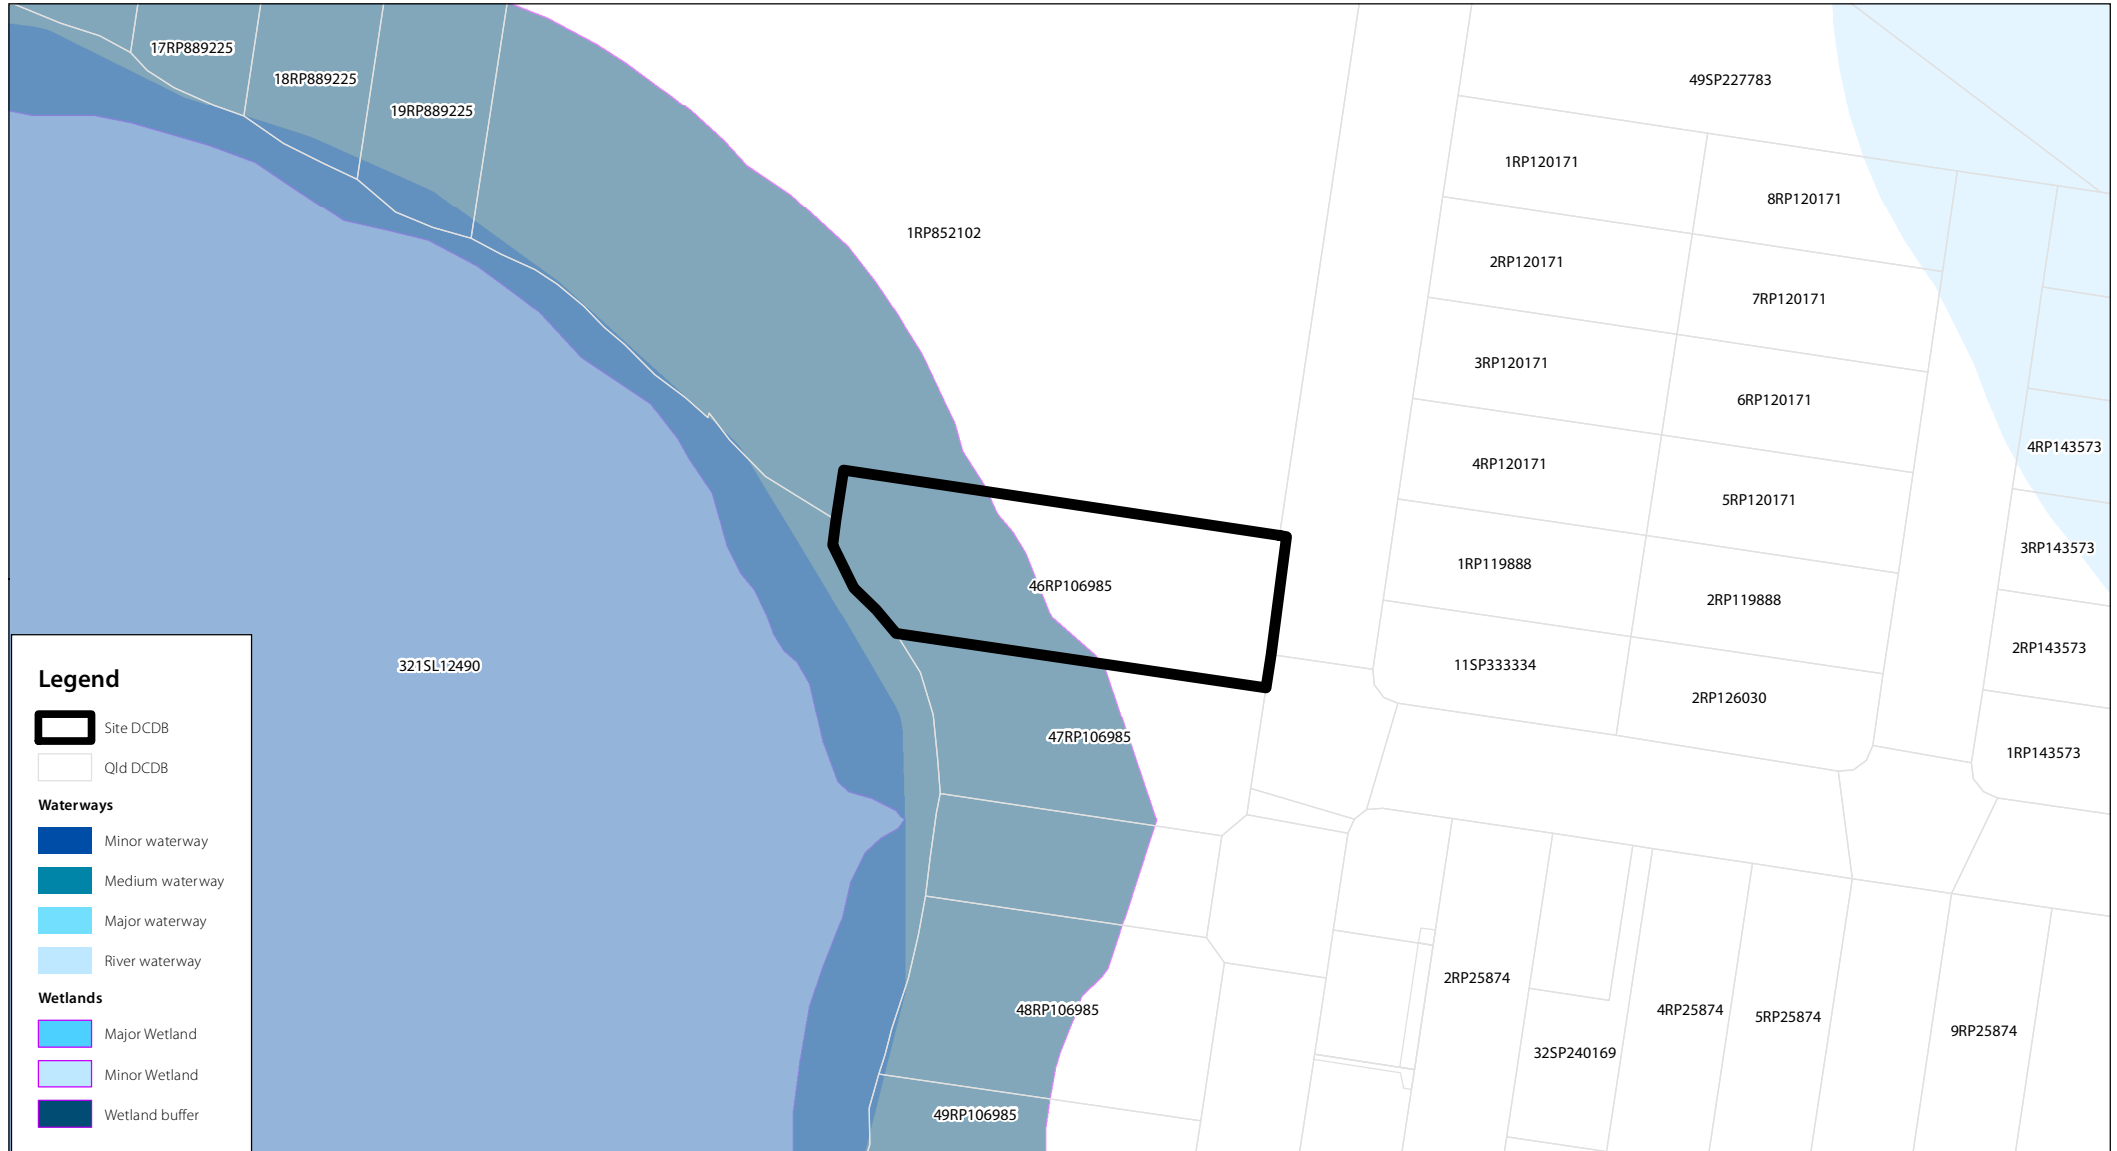 17RP889225
18RP889225
19RP889225
49SP227783
1RP120171
8RP120171
1RP852102
2RP120171
7RP120171
3RP120171
6RP120171
4RP143573
4RP120171
5RP120171
3RP143573
1RP119888
46RP106985
2RP119888
2RP143573
321SL12490
11SP333334
2RP126030
47RP106985
1RP143573
2RP25874
48RP106985
4RP25874
5RP25874
9RP25874
32SP240169
49RP106985
Legend
Site DCDB
Qld DCDB
Waterways
Minor waterway
Medium waterway
Major waterway
River waterway
Wetlands
Major Wetland
Minor Wetland
Wetland buffer